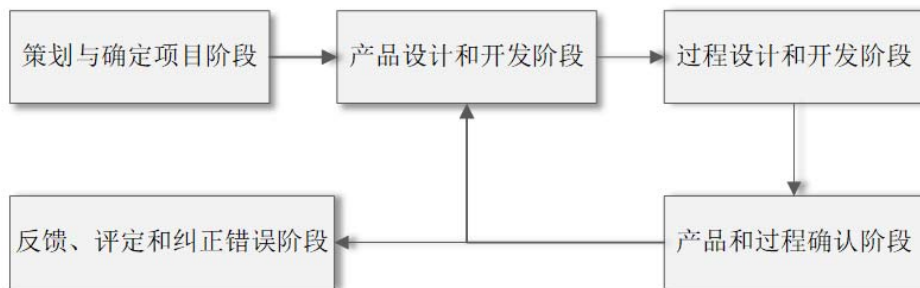 策划与确定项目阶段
产品设计和开发阶段
过程设计和开发阶段
反馈、评定和纠正错误阶段
产品和过程确认阶段